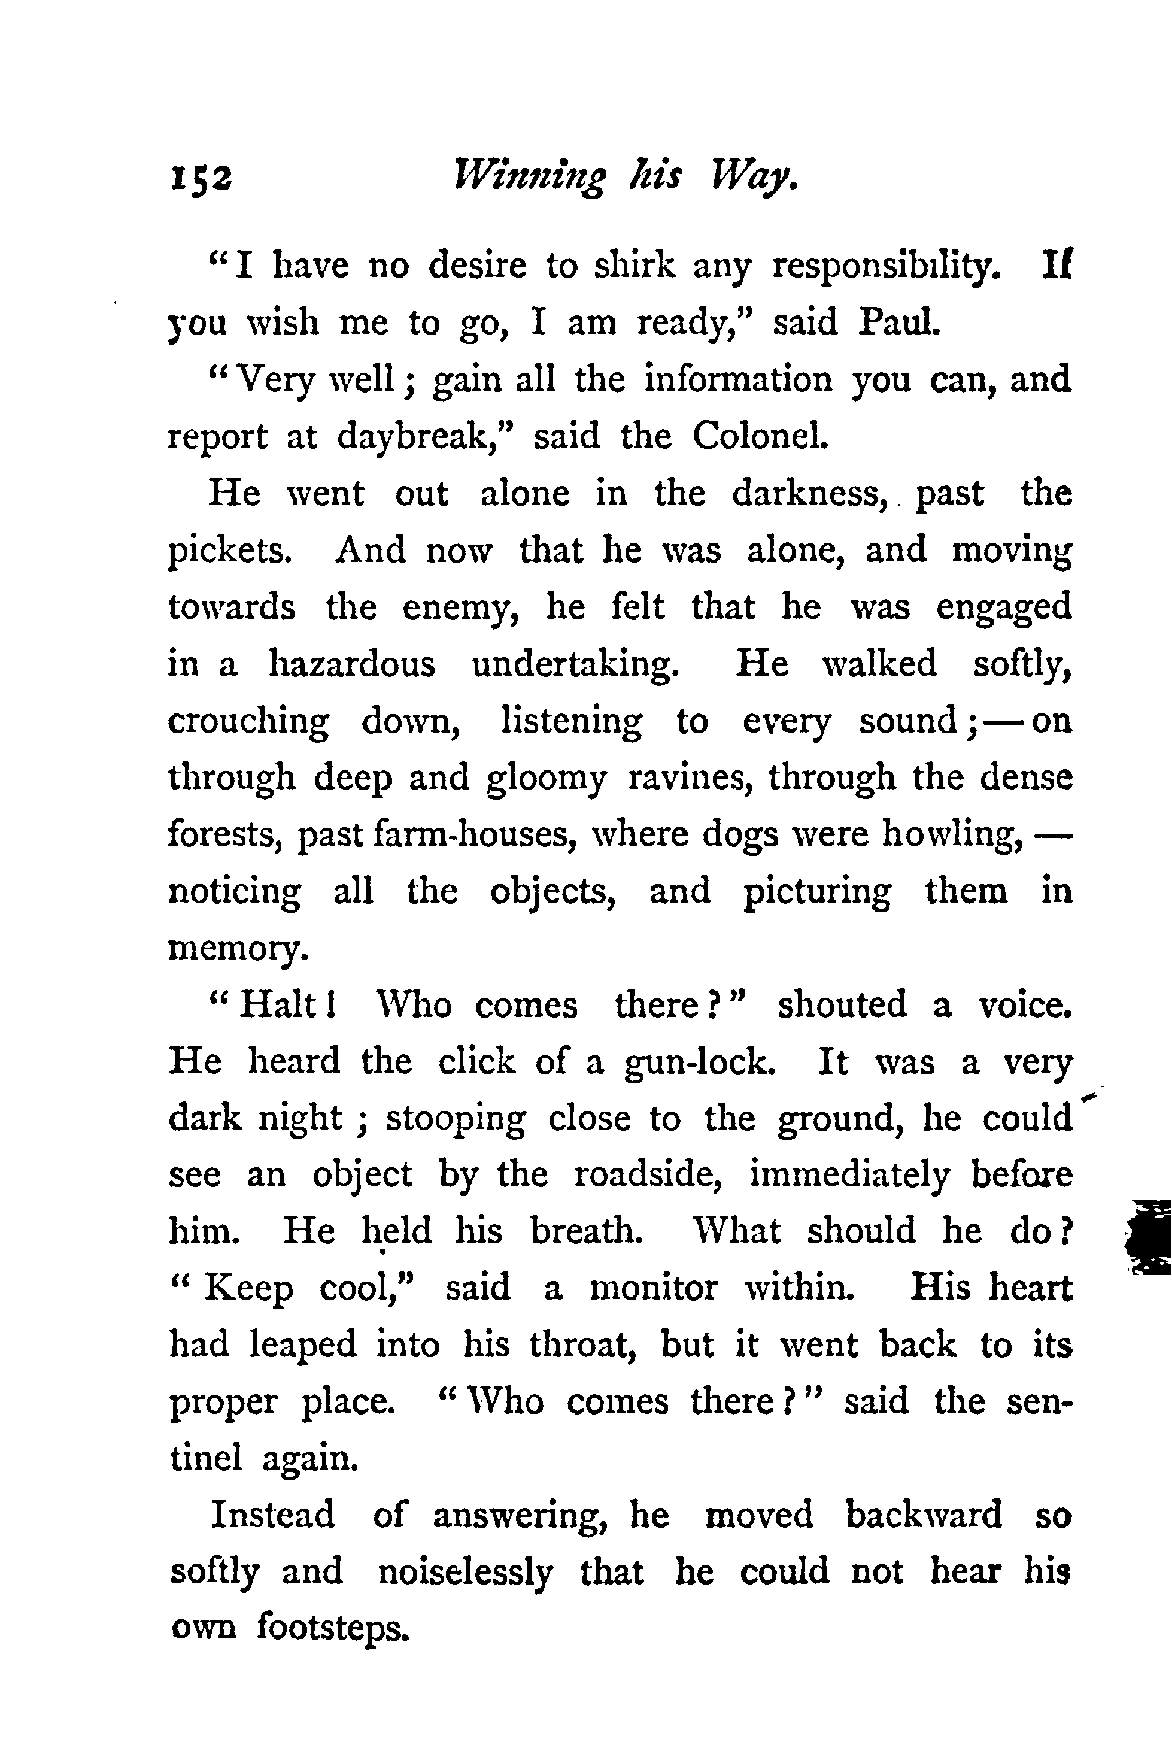 152 Winning his Way.
“I have no desire to shirk any responsibility. If
you wish me to go, I am ready,” said Paul.
“Very well; gain all the information you can, and
report at daybreak,” said the Colonel.
He went out alone in the darkness, past the
pickets. And now that he was alone, and moving
towards the enemy, he felt that he was engaged
in a hazardous undertaking. He walked softly,
crouching down, listening to every sound;—on
through deep and gloomy ravines, through the dense
forests, past farm-houses, where dogs were howling,—
noticing all the objects, and picturing them in
memory.
“Halt! Who comes there?” shouted a voice.
He heard the click of a gun-lock. It was a very
dark night; stooping close to the ground, he could
see an object by the roadside, immediately before
him. He held his breath. What should he do?
“Keep cool,” said a monitor within. His heart
had leaped into his throat, but it went back to its
proper place. “Who comes there?” said the sen-
tinel again.
Instead of answering, he moved backward so
softly and noiselessly that he could not hear his
own footsteps.